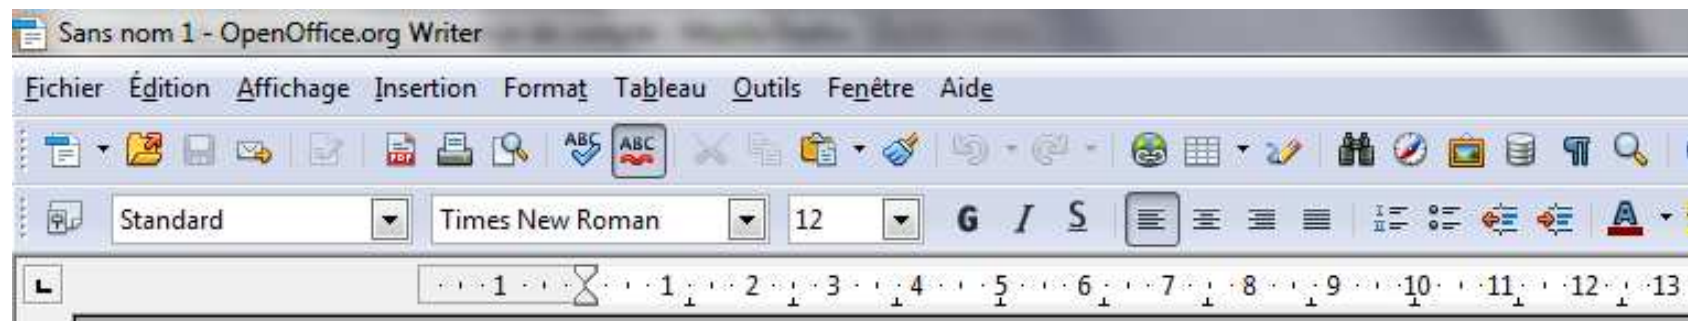 Sans nom 1 - OpenOffice.org Writer
Fichier Édition Affichage Insertion Format Tableau Outils Fenêtre Aide
PDF ABC ABC
Standard Times New Roman 12 G I S A
1 1 2 3 4 5 6 7 8 9 10 11 12 13